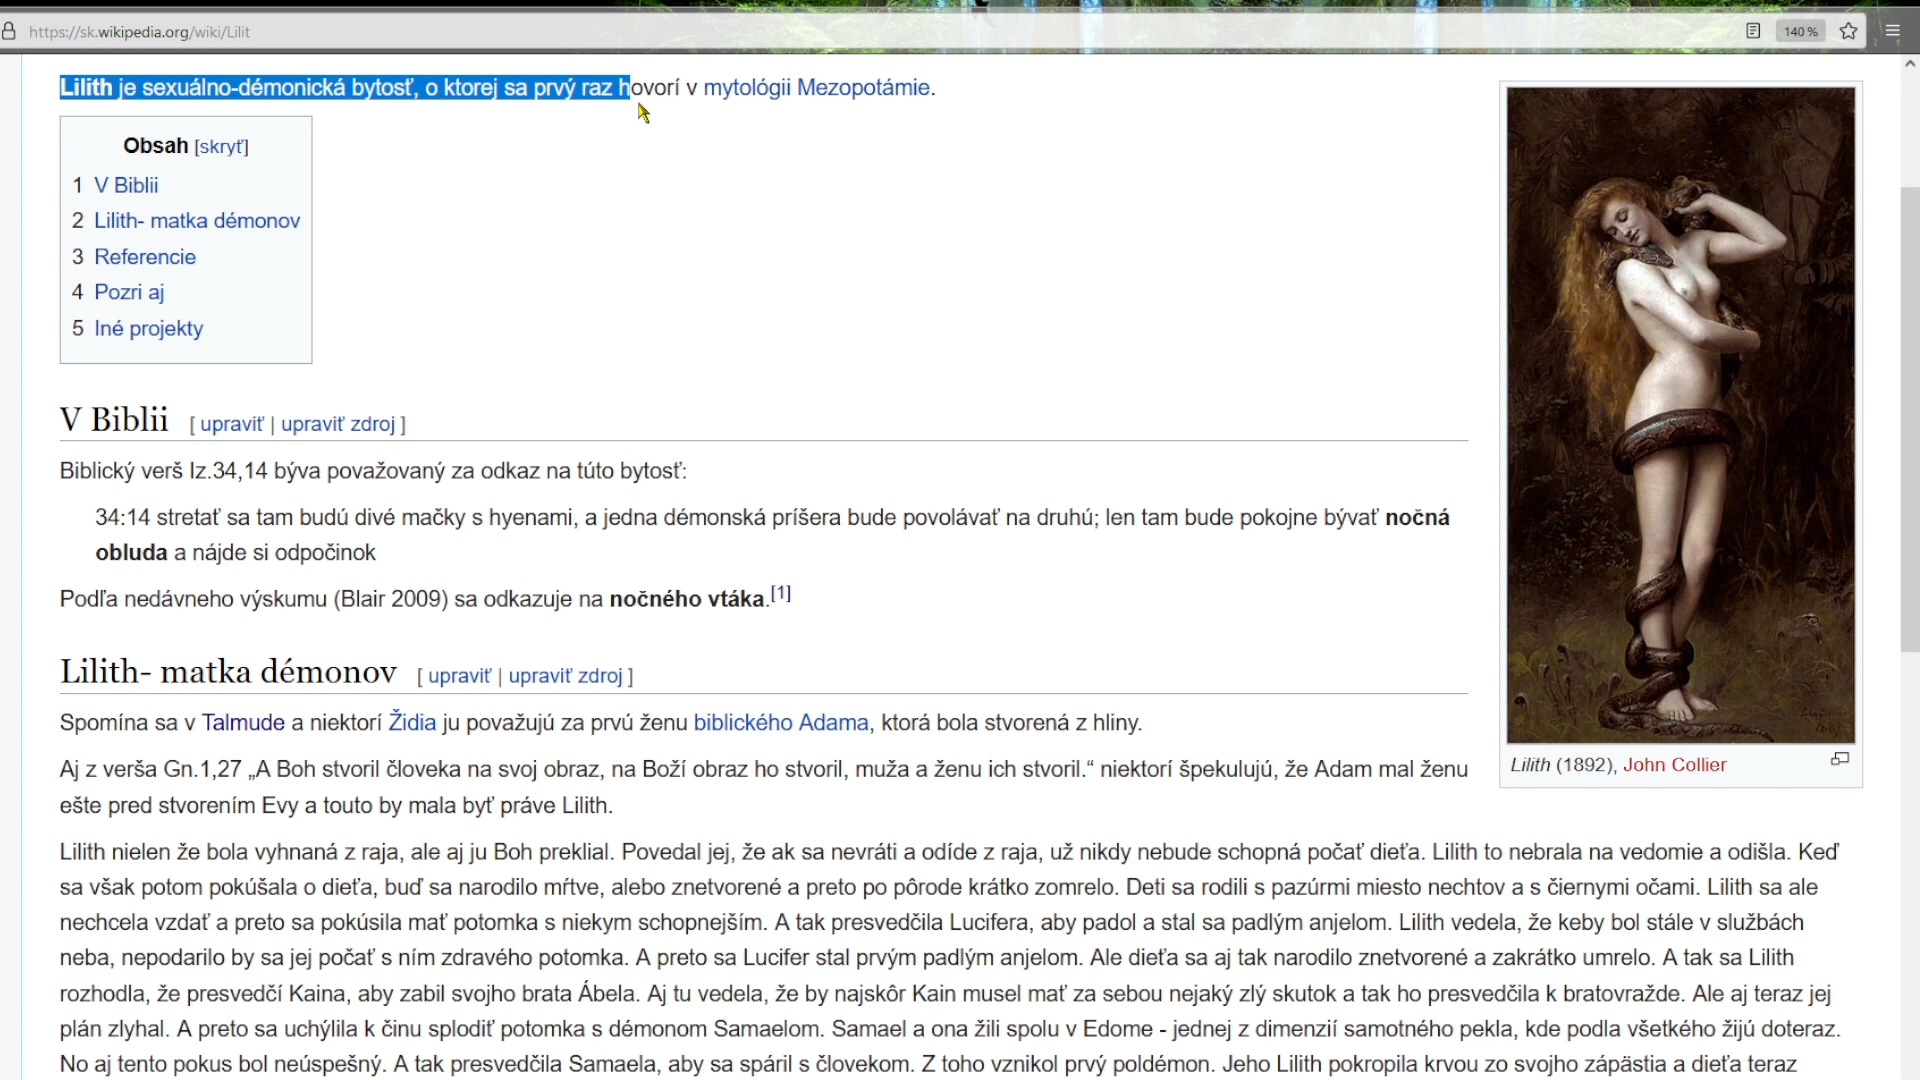 https://sk.wikipedia.org/wiki/Lilit
140 %
Lilith je sexuálno-démonická bytosť, o ktorej sa prvý raz hovorí v mytológii Mezopotámie.
Obsah [skryť]
1 V Biblii
2 Lilith- matka démonov
3 Referencie
4 Pozri aj
5 Iné projekty
V Biblii [ upraviť | upraviť zdroj ]
Biblický verš Iz.34,14 býva považovaný za odkaz na túto bytosť:
34:14 stretať sa tam budú divé mačky s hyenami, a jedna démonská príšera bude povolávať na druhú; len tam bude pokojne bývať nočná
obluda a nájde si odpočinok
Podľa nedávneho výskumu (Blair 2009) sa odkazuje na nočného vtáka.[1]
Lilith- matka démonov [ upraviť | upraviť zdroj ]
Spomína sa v Talmude a niektorí Židia ju považujú za prvú ženu biblického Adama, ktorá bola stvorená z hliny.
Aj z verša Gn.1,27 „A Boh stvoril človeka na svoj obraz, na Boží obraz ho stvoril, muža a ženu ich stvoril.“ niektorí špekulujú, že Adam mal ženu
ešte pred stvorením Evy a touto by mala byť práve Lilith.
Lilith (1892), John Collier
Lilith nielen že bola vyhnaná z raja, ale aj ju Boh preklial. Povedal jej, že ak sa nevráti a odíde z raja, už nikdy nebude schopná počať dieťa. Lilith to nebrala na vedomie a odišla. Keď
sa však potom pokúšala o dieťa, buď sa narodilo mŕtve, alebo znetvorené a preto po pôrode krátko zomrelo. Deti sa rodili s pazúrmi miesto nechtov a s čiernymi očami. Lilith sa ale
nechcela vzdať a preto sa pokúsila mať potomka s niekym schopnejším. A tak presvedčila Lucifera, aby padol a stal sa padlým anjelom. Lilith vedela, že keby bol stále v službách
neba, nepodarilo by sa jej počať s ním zdravého potomka. A preto sa Lucifer stal prvým padlým anjelom. Ale dieťa sa aj tak narodilo znetvorené a zakrátko umrelo. A tak sa Lilith
rozhodla, že presvedčí Kaina, aby zabil svojho brata Ábela. Aj tu vedela, že by najskôr Kain musel mať za sebou nejaký zlý skutok a tak ho presvedčila k bratovražde. Ale aj teraz jej
plán zlyhal. A preto sa uchýlila k činu splodiť potomka s démonom Samaelom. Samael a ona žili spolu v Edome - jednej z dimenzií samotného pekla, kde podla všetkého žijú doteraz.
No aj tento pokus bol neúspešný. A tak presvedčila Samaela, aby sa spáril s človekom. Z toho vznikol prvý poldémon. Jeho Lilith pokropila krvou zo svojho zápästia a dieťa teraz